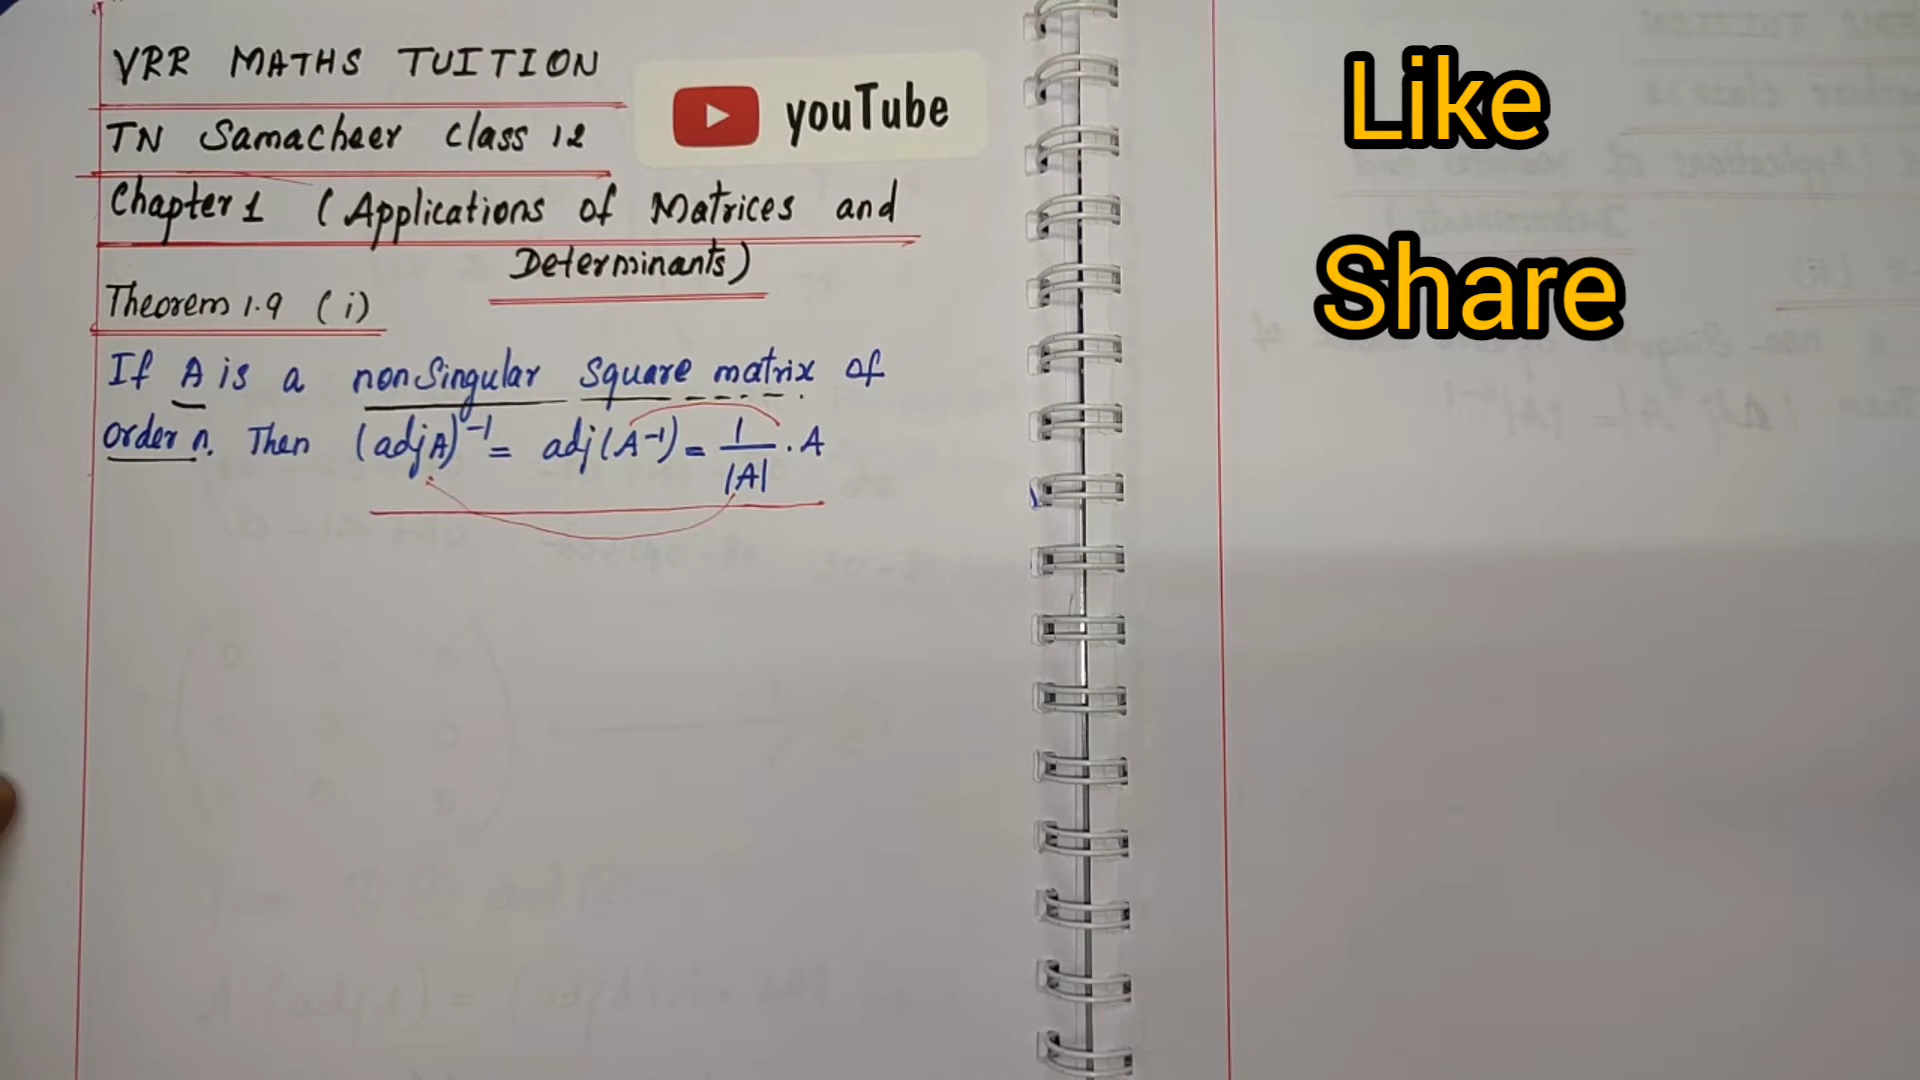 VRR MATHS TUITION
youTube
TN Samacheer class 12
Chapter 1 (Applications of Matrices and
Determinants)
Theorem 1.9 (i)
If A is a nonSingular Square matrix of
order n. Then (adj A)⁻¹ = adj(A⁻¹) = 1/|A| . A
Like
Share